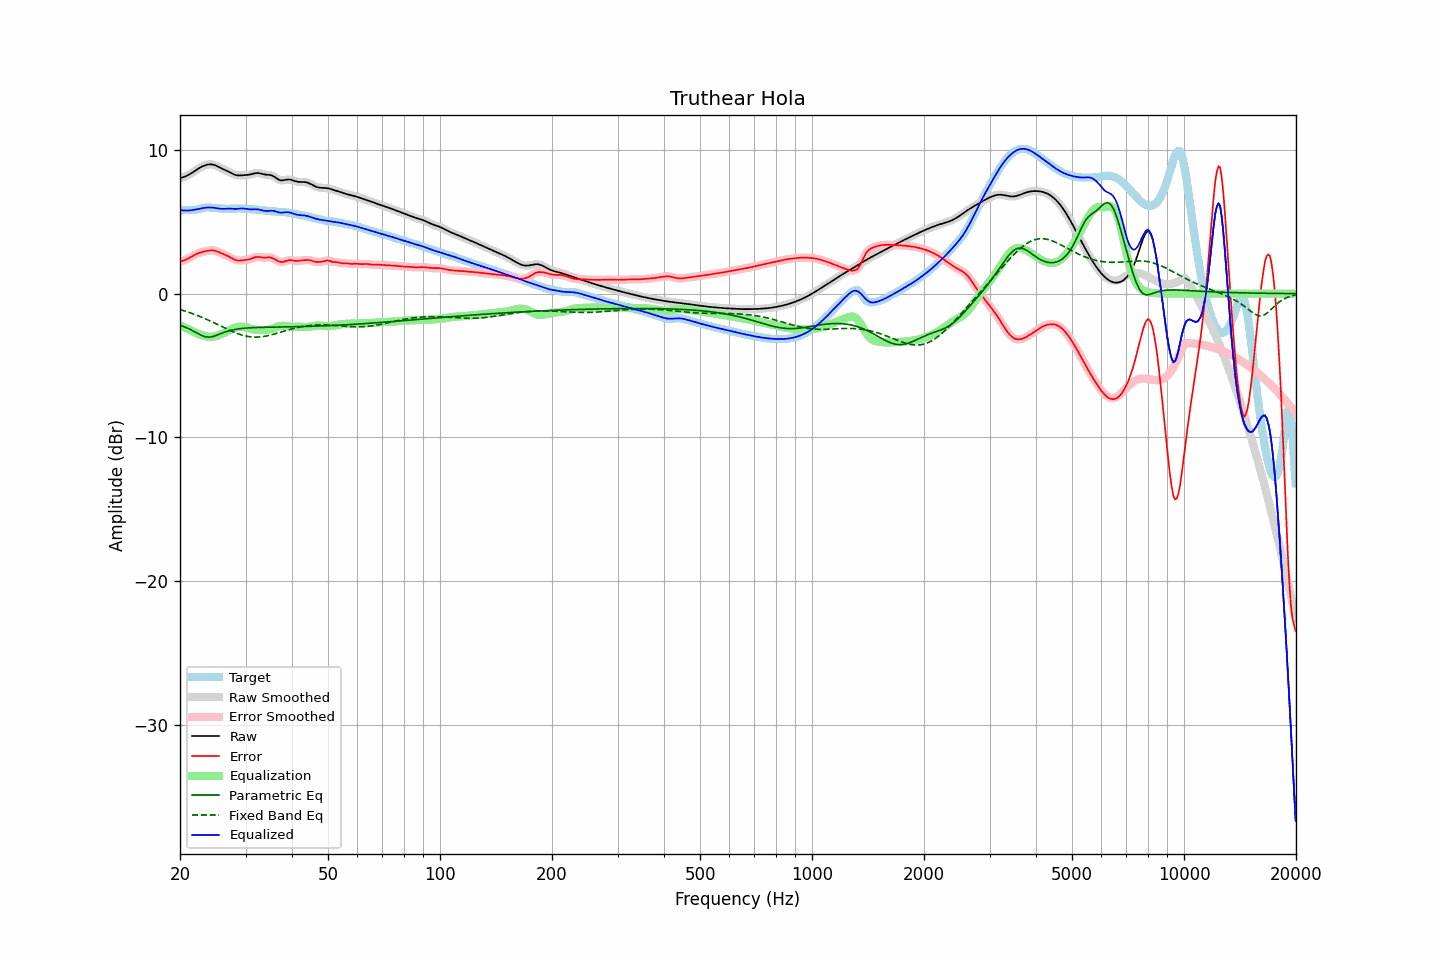 Truthear Hola
10
0
−10
−20
−30
Amplitude (dBr)
Target
Raw Smoothed
Error Smoothed
Raw
Error
Equalization
Parametric Eq
Fixed Band Eq
Equalized
20 50 100 200 500 1000 2000 5000 10000 20000
Frequency (Hz)